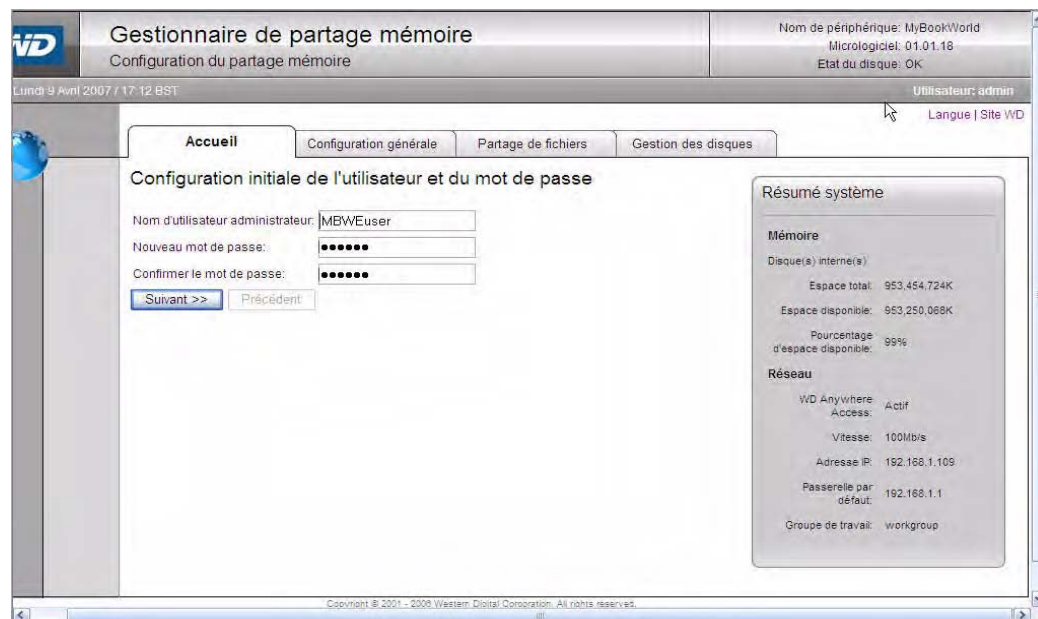 WD
Gestionnaire de partage mémoire
Configuration du partage mémoire
Nom de périphérique: MyBookWorld
Micrologiciel: 01.01.18
Etat du disque: OK
Lundi 9 Avril 2007 / 17:12 BST
Utilisateur: admin
Langue | Site WD
Accueil
Configuration générale
Partage de fichiers
Gestion des disques
Configuration initiale de l'utilisateur et du mot de passe
Nom d'utilisateur administrateur: MBWEuser
Nouveau mot de passe: ●●●●●●
Confirmer le mot de passe: ●●●●●●
Suivant >>
Précédent
Résumé système
Mémoire
Disque(s) interne(s)
Espace total: 953,454,724K
Espace disponible: 953,250,068K
Pourcentage
d'espace disponible: 99%
Réseau
WD Anywhere
Access: Actif
Vitesse: 100Mb/s
Adresse IP: 192.168.1.109
Passerelle par
défaut: 192.168.1.1
Groupe de travail: workgroup
Copyright © 2001 - 2006 Western Digital Corporation. All rights reserved.